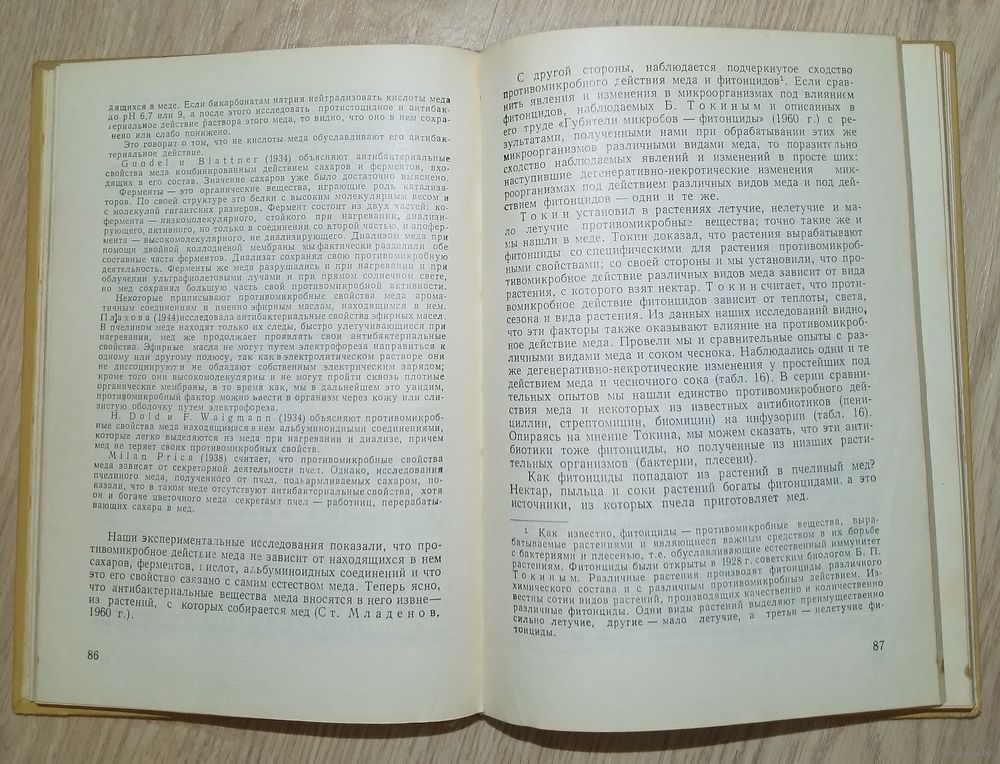 дящихся в меде. Если бикарбонатам натрия нейтрализовать кислоты меда
до pH 6,7 или 9, а после этого исследовать протистоцидное и антибак-
териальное действие раствора этого меда, то видно, что оно в нем сохра-
нено или слабо понижено.
Это говорит о том, что не кислоты меда обуславливают его антибак-
териальное действие.
Gundel и Blattner (1934) объясняют антибактериальные
свойства меда комбинированным действием сахаров и ферментов, вхо-
дящих в его состав. Значение сахаров уже было достаточно выяснено.
Ферменты — это органические вещества, играющие роль катализа-
торов. По своей структуре это белки с высоким молекулярным весом и
с молекулой гигантских размеров. Фермент состоит из двух частей: ко-
фермента — низкомолекулярного, стойкого при нагревании, диализи-
рующего, активного, но только в соединении со второй частью, и апофер-
мента — высокомолекулярного, не диализирующего. Диализом меда при
помощи двойной коллодиевой мембраны мы фактически разделили обе
составные части ферментов. Диализат сохранял свою противомикробную
деятельность. Ферменты же меда разрушались и при нагревании и при
облучении ультрафиолетовыми лучами и при прямом солнечном свете,
но мед сохранял большую часть свой противомикробной активности.
Некоторые приписывают противомикробные свойства меда арома-
тичным соединениям и именно эфирным маслам, находящимся в нем.
Плахова (1944) исследовала антибактериальные свойства эфирных масел.
В пчелином меде находят только их следы, быстро улетучивающиеся при
нагревании, мед же продолжает проявлять свои антибактериальные
свойства. Эфирные масла не могут путем электрофореза направиться к
одному или другому полюсу, так как в электролитическом растворе они
не диссоциируют и не обладают собственным электрическим зарядом;
кроме того они высокомолекулярны и не могут пройти сквозь плотные
органические мембраны, в то время как, мы в дальнейшем это увидим,
противомикробный фактор можно ввести в организм через кожу или сли-
зистую оболочку путем электрофореза.
H. Dold и F. Waigmann (1934) объясняют противомикроб-
ные свойства меда находящимися в нем альбуминоидными соединениями,
которые легко выделяются из меда при нагревании и диализе, причем
мед не теряет своих противомикробных свойств.
Milan Prica (1938) считает, что противомикробные свойства
меда зависят от секреторной деятельности пчел. Однако, исследования
пчелиного меда, полученного от пчел, подкармливаемых сахаром, по-
казали, что в таком меде отсутствуют антибактериальные свойства, хотя
он и богаче цветочного меда секретами пчел — работниц, перерабаты-
вающих сахара в мед.
Наши экспериментальные исследования показали, что про-
тивомикробное действие меда не зависит от находящихся в нем
сахаров, ферментов, кислот, альбуминоидных соединений и что
это его свойство связано с самим естеством меда. Теперь ясно,
что антибактериальные вещества меда вносятся в него извне—
из растений, с которых собирается мед (Ст. Младенов,
1960 г.).
86
С другой стороны, наблюдается подчеркнутое сходство
противомикробного действия меда и фитонцидов¹. Если срав-
нить явления и изменения в микроорганизмах под влиянием
фитонцидов, наблюдаемых Б. Токиным и описанных в
его труде «Губители микробов — фитонциды» (1960 г.) с ре-
зультатами, полученными нами при обрабатывании этих же
микроорганизмов различными видами меда, то поразительно
сходство наблюдаемых явлений и изменений в просте ших:
наступившие дегенеративно-некротические изменения мик-
роорганизмах под действием различных видов меда и под дей-
ствием фитонцидов — одни и те же.
Токин установил в растениях летучие, нелетучие и ма-
ло летучие противомикробные вещества; точно такие же и
мы нашли в меде. Токин доказал, что растения вырабатывают
фитонциды со специфическими для растения противомикроб-
ными свойствами; со своей стороны и мы установили, что про-
тивомикробное действие различных видов меда зависит от вида
растения, с которого взят нектар. Токин считает, что проти-
вомикробное действие фитонцидов зависит от теплоты, света,
сезона и вида растения. Из данных наших исследований видно,
что эти факторы также оказывают влияние на противомикроб-
ное действие меда. Провели мы и сравнительные опыты с раз-
личными видами меда и соком чеснока. Наблюдались одни и те
же дегенеративно-некротические изменения у простейших под
действием меда и чесночного сока (табл. 16). В серии сравни-
тельных опытов мы нашли единство противомикробного дей-
ствия меда и некоторых из известных антибиотиков (пени-
циллин, стрептомицин, биомицин) на инфузории (табл. 16).
Опираясь на мнение Токина, мы можем сказать, что эти анти-
биотики тоже фитонциды, но полученные из низших расти-
тельных организмов (бактерии, плесени).
Как фитонциды попадают из растений в пчелиный мед?
Нектар, пыльца и соки растений богаты фитонцидами, а это
источники, из которых пчела приготовляет мед.
¹ Как известно, фитонциды — противомикробные вещества, выра-
батываемые растениями и являющиеся важным средством в их борьбе
с бактериями и плесенью, т.е. обуславливающие естественный иммунитет
растениям. Фитонциды были открыты в 1928 г. советским биологом Б. П.
Токиным. Различные растения производят фитонциды различного
химического состава и с различным противомикробным действием. Из-
вестны сотни видов растений, производящих качественно и количественно
различные фитонциды. Одни виды растений выделяют преимущественно
сильно летучие, другие — мало летучие, а третьи — нелетучие фи-
тонциды.
87